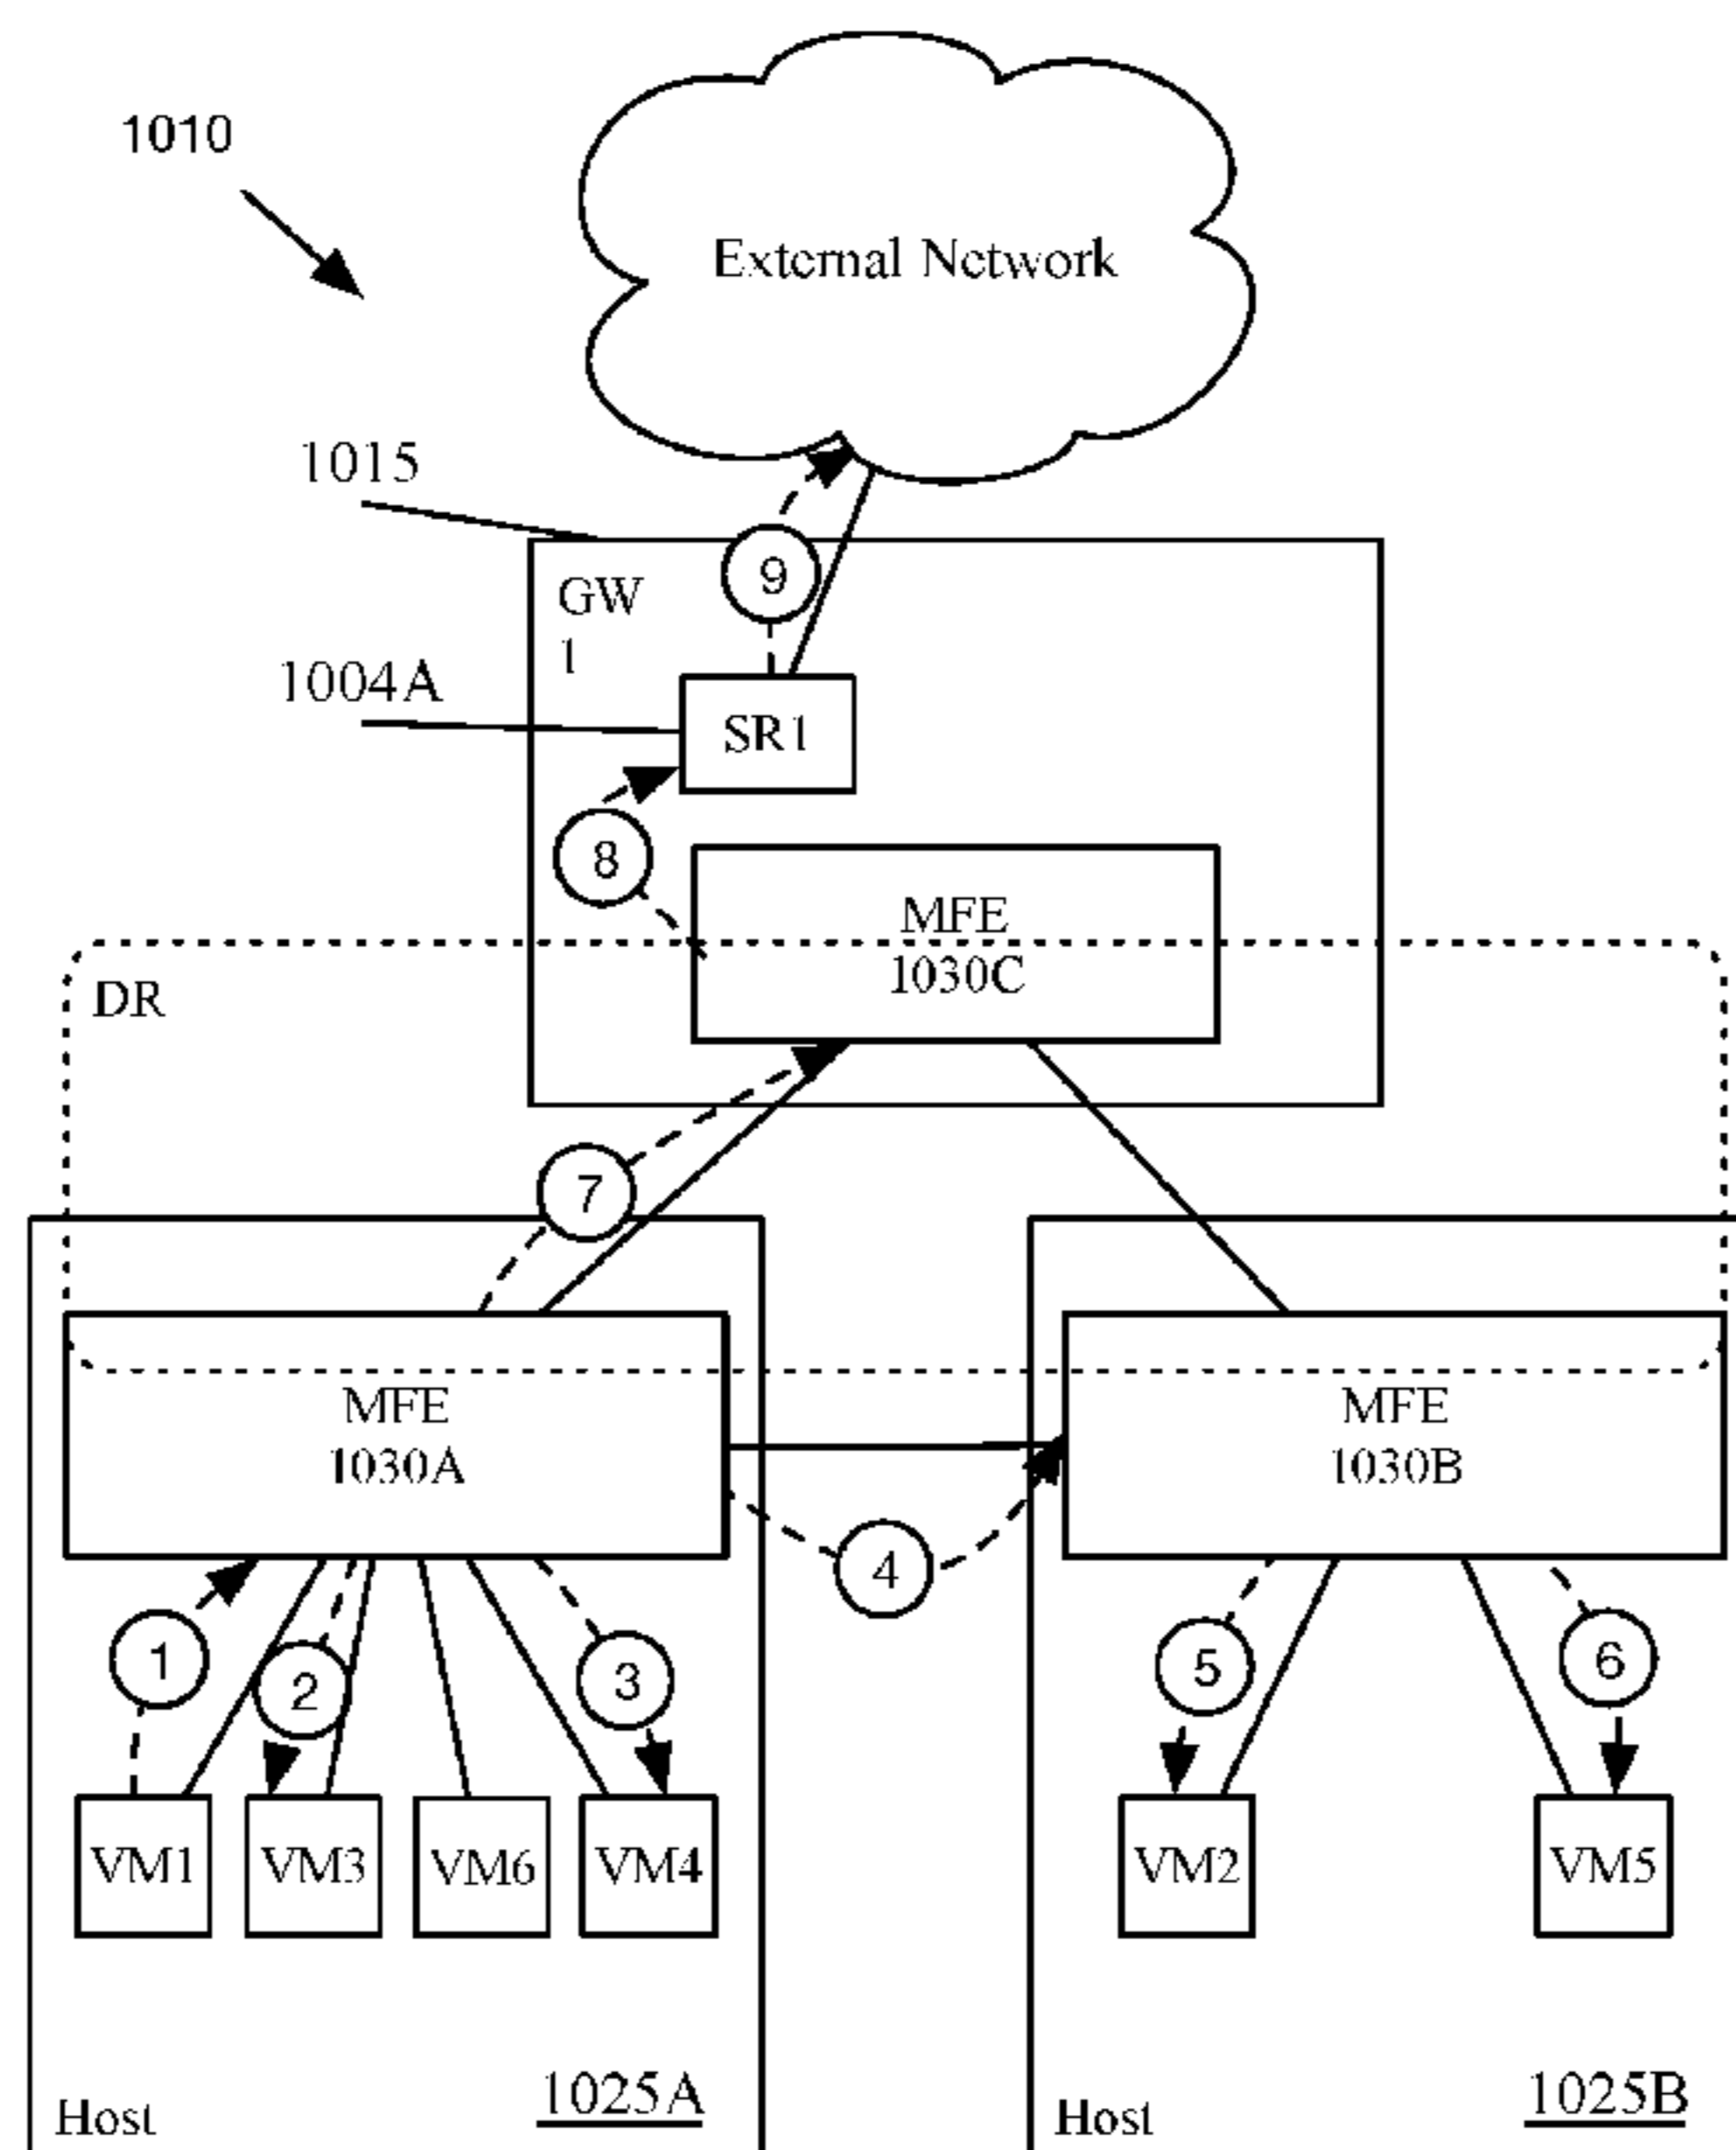 1010
External Network
1015
9
GW
1
1004A
SR1
8
MFE
1030C
DR
7
MFE
1030A
MFE
1030B
4
1
2
3
5
6
VM1
VM3
VM6
VM4
VM2
VM5
Host
1025A
Host
1025B